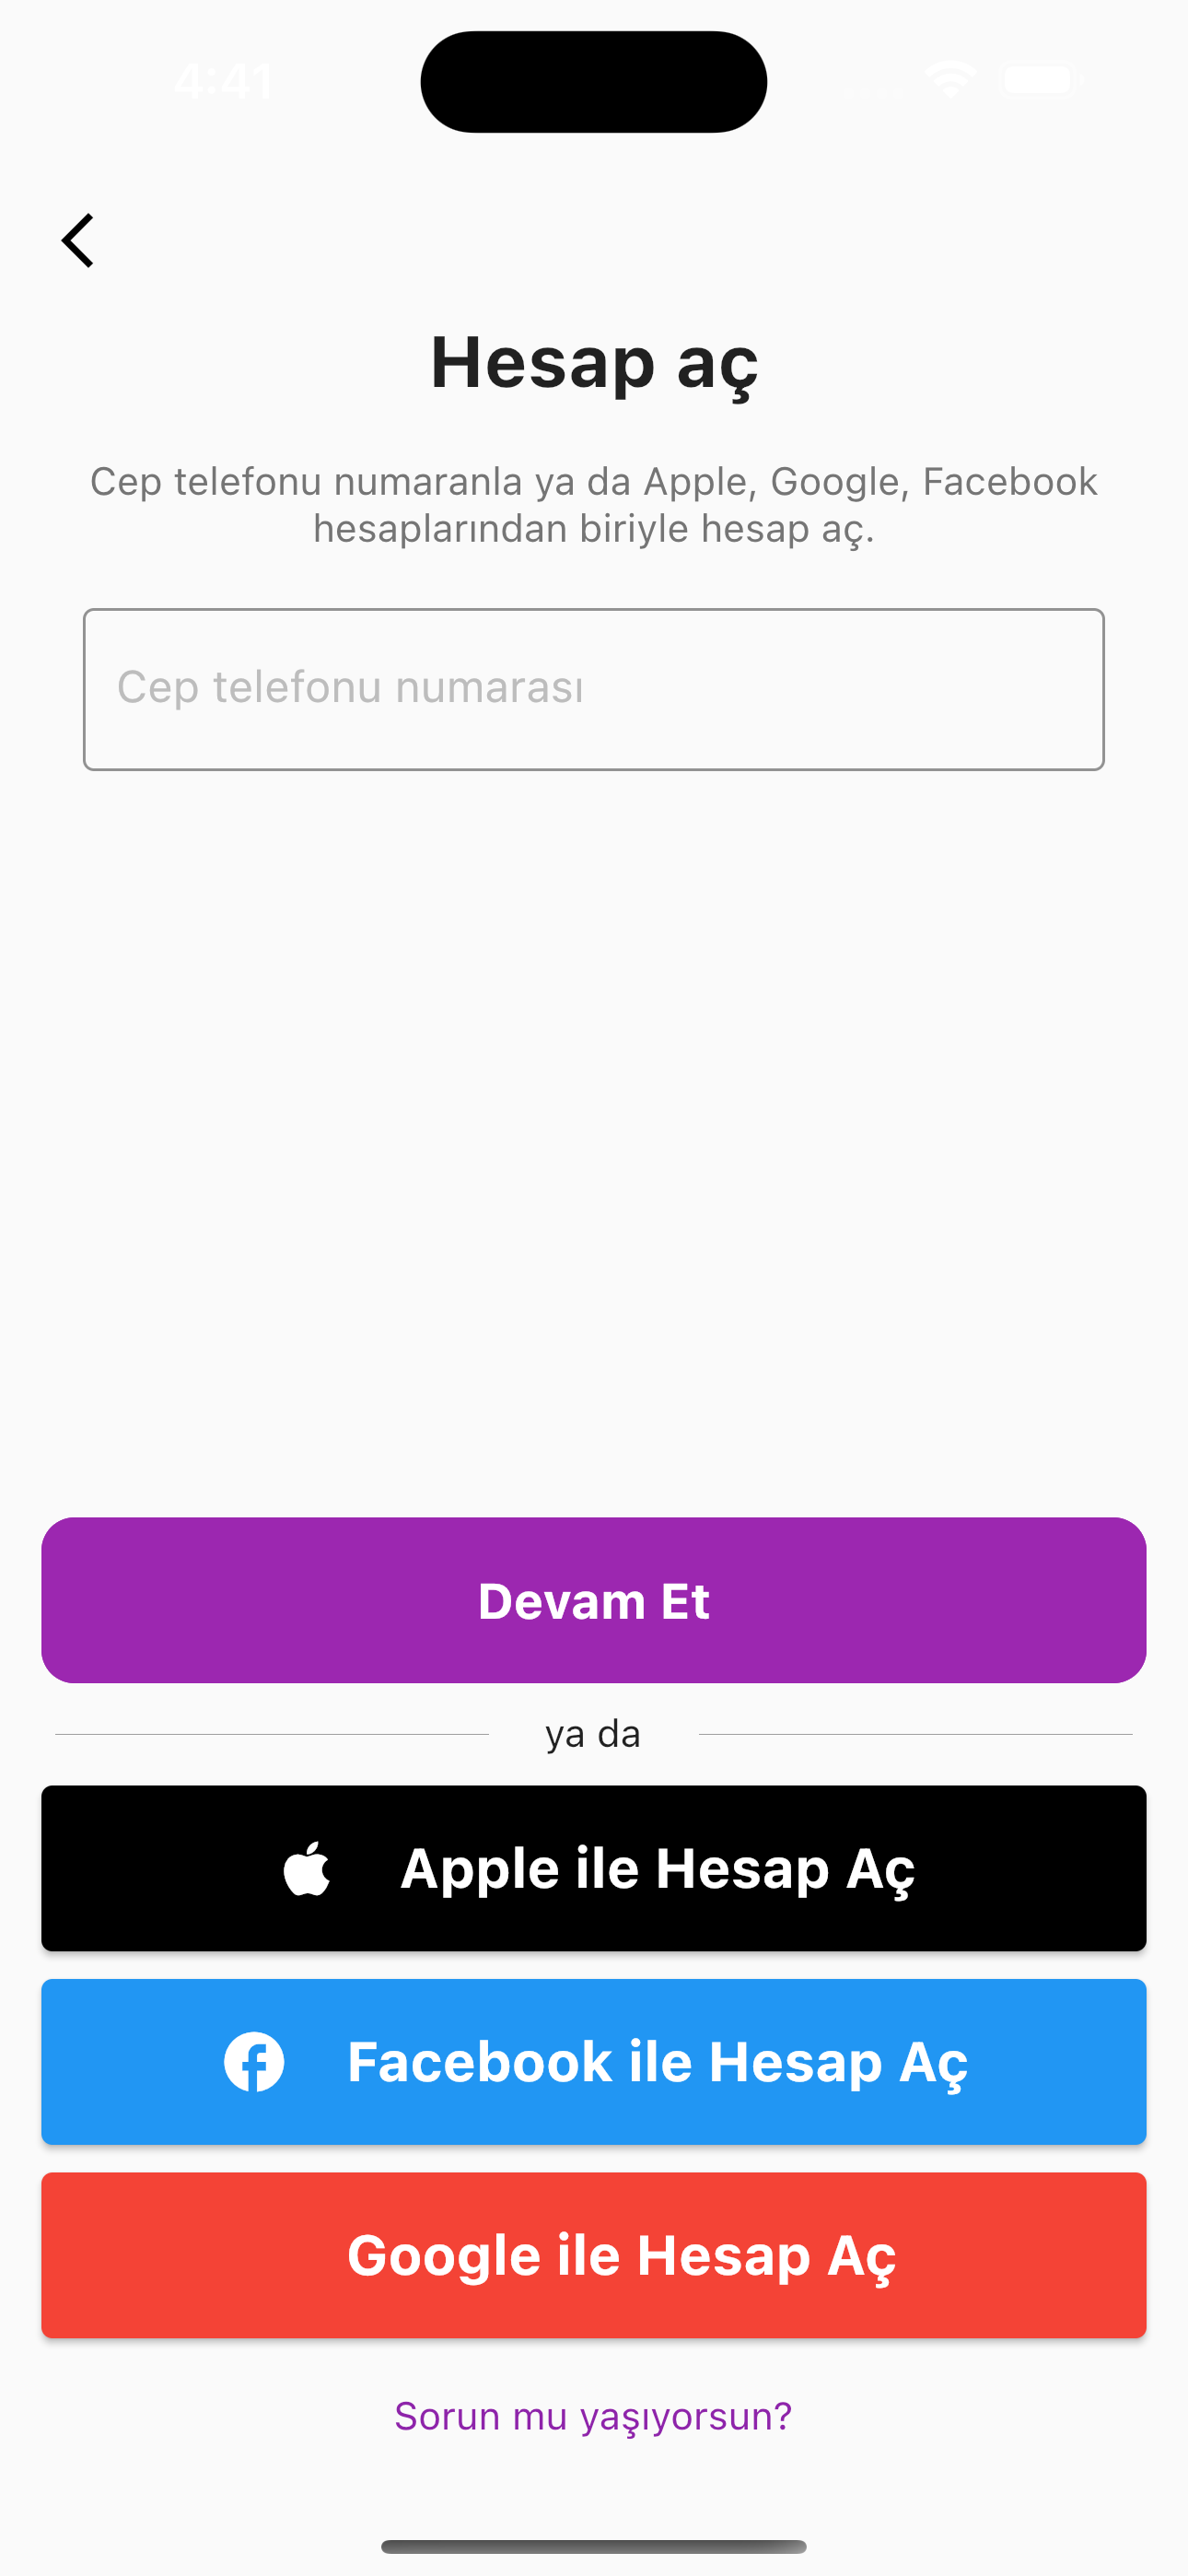 4:41
Hesap aç
Cep telefonu numaranla ya da Apple, Google, Facebook
hesaplarından biriyle hesap aç.
Cep telefonu numarası
Devam Et
ya da
Apple ile Hesap Aç
Facebook ile Hesap Aç
Google ile Hesap Aç
Sorun mu yaşıyorsun?